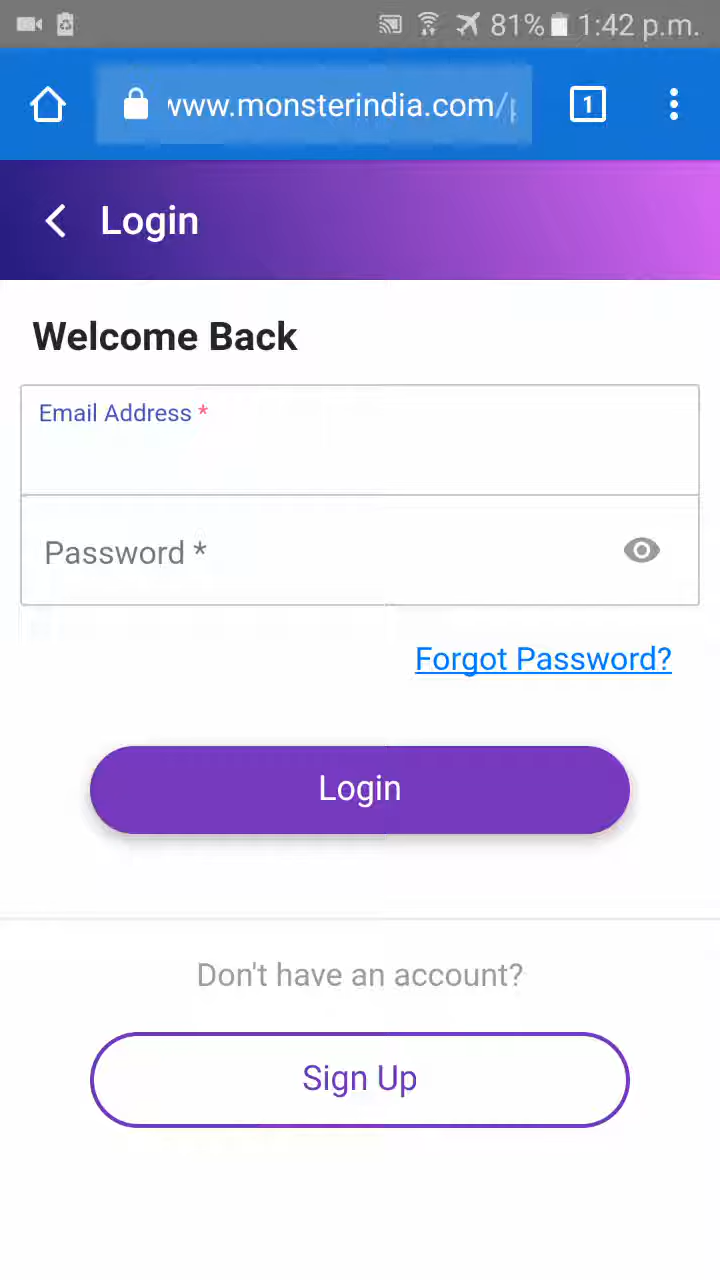 81% 1:42 p.m.
www.monsterindia.com/
1
Login
Welcome Back
Email Address *
Password *
Forgot Password?
Login
Don't have an account?
Sign Up